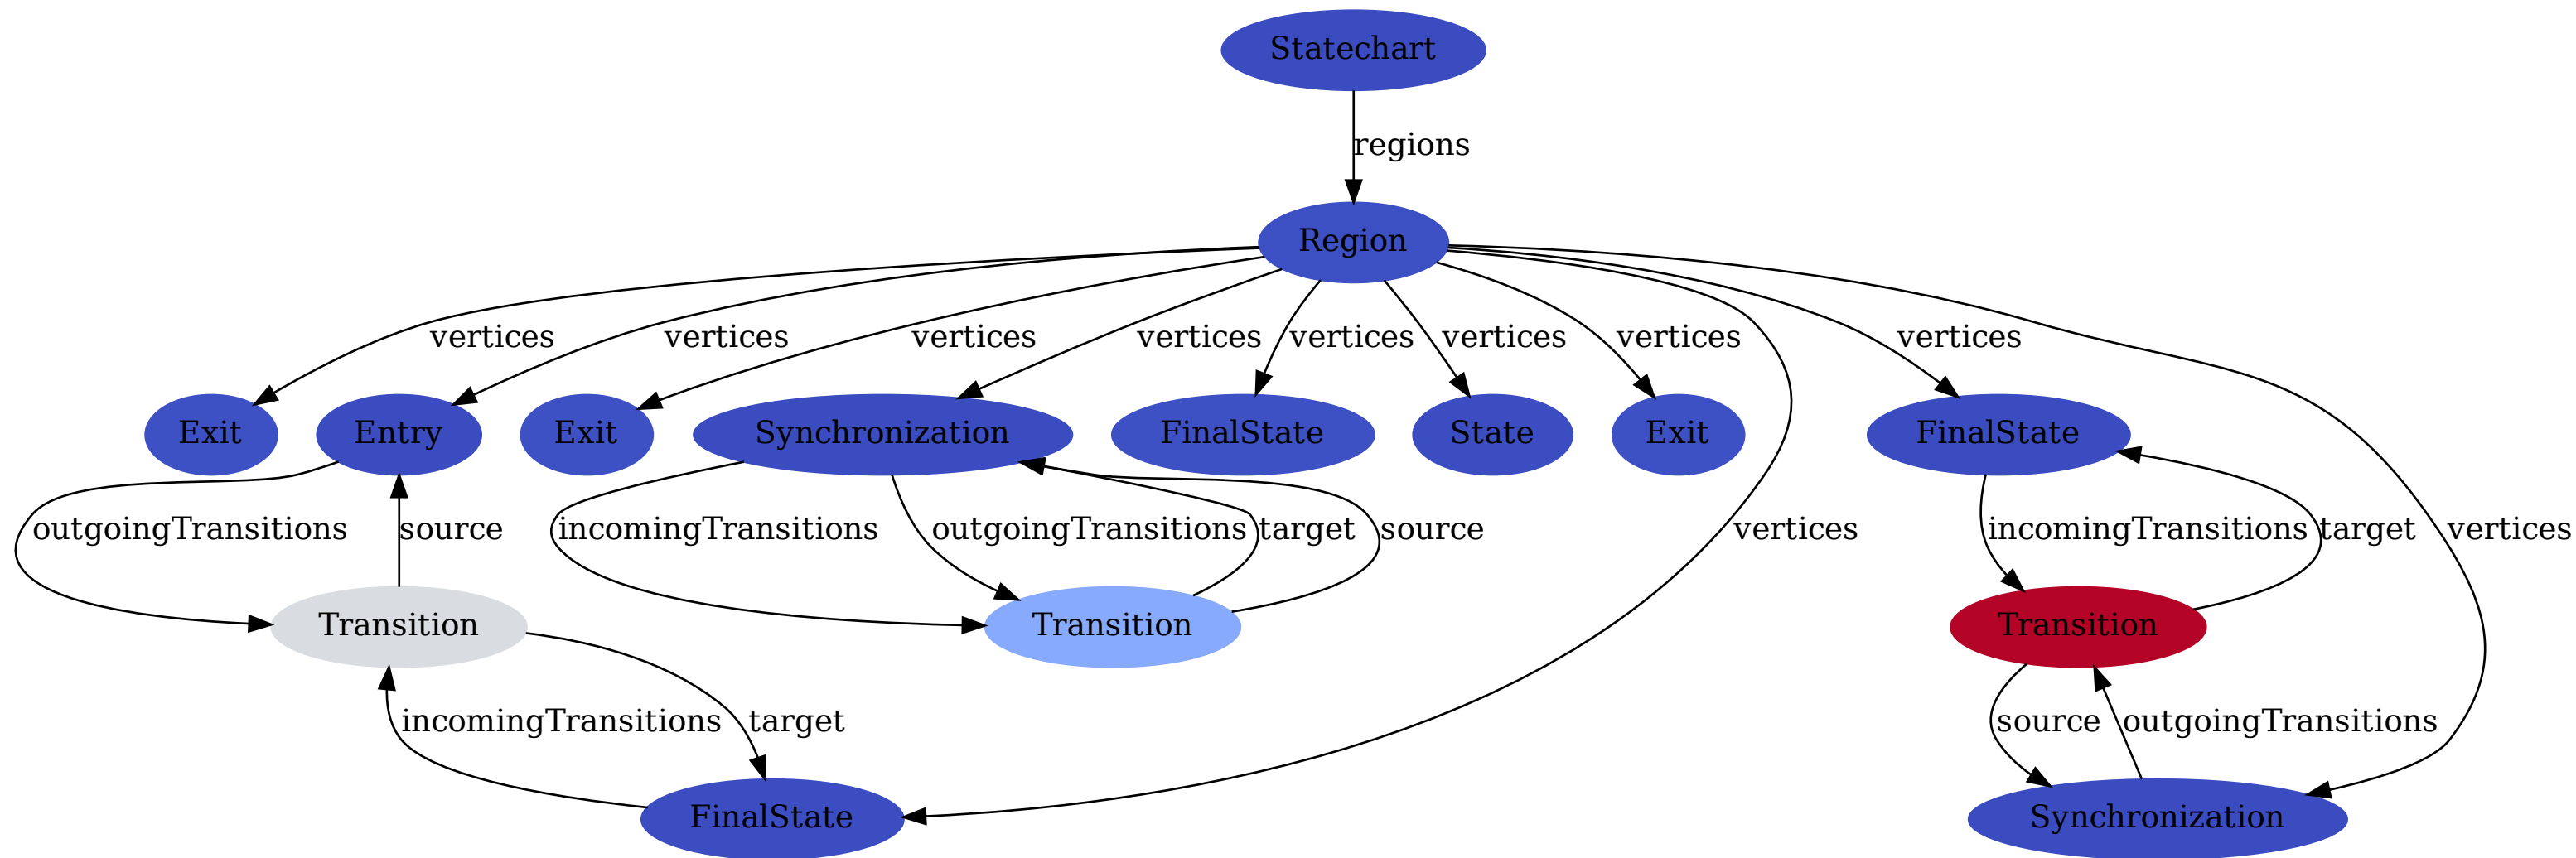 Statechart
regions
Region
vertices vertices vertices vertices vertices vertices vertices vertices
Exit Entry Exit Synchronization FinalState State Exit FinalState
outgoingTransitions source incomingTransitions outgoingTransitions target source vertices incomingTransitions target vertices
Transition Transition Transition
incomingTransitions target source outgoingTransitions
FinalState Synchronization